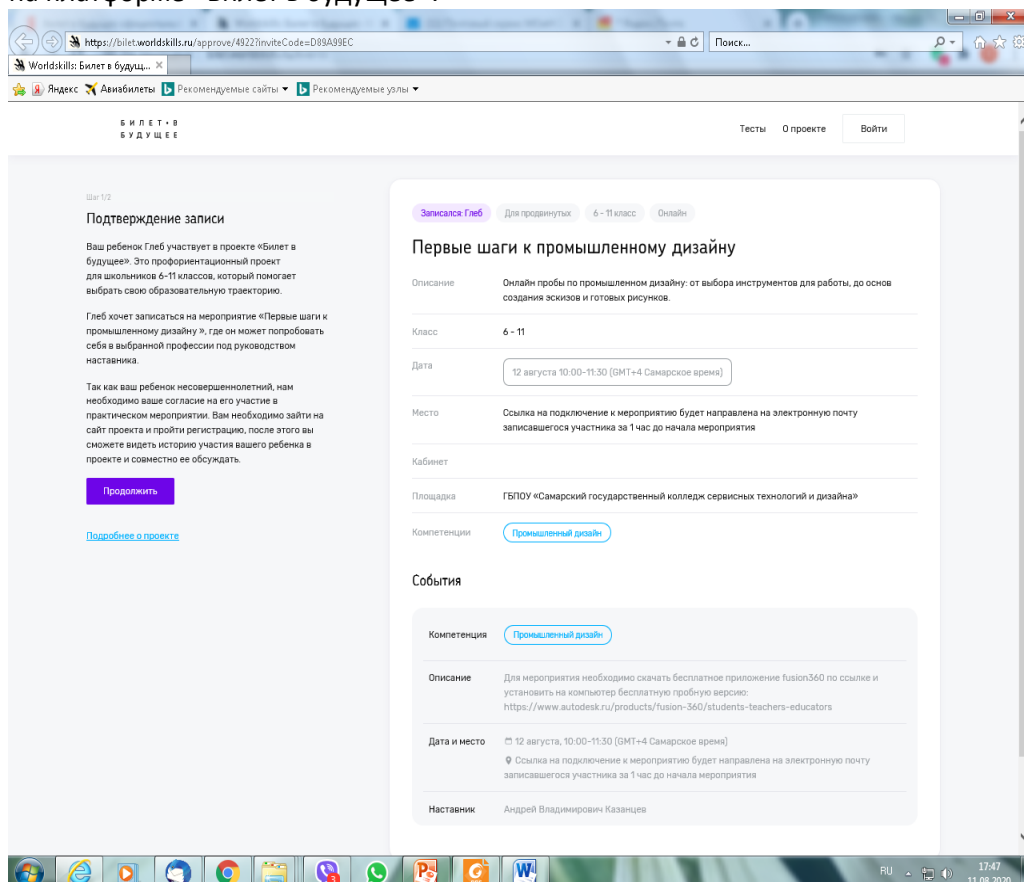 на платформе "Билет в будущее".
https://bilet.worldskills.ru/approve/4922?inviteCode=D89A99EC
Поиск...
Worldskills: Билет в будущ...
Яндекс Авиабилеты Рекомендуемые сайты Рекомендуемые узлы
БИЛЕТ•В
БУДУЩЕЕ
Тесты О проекте Войти
Шаг 1/2
Подтверждение записи
Ваш ребенок Глеб участвует в проекте «Билет в
будущее». Это профориентационный проект
для школьников 6-11 классов, который помогает
выбрать свою образовательную траекторию.
Глеб хочет записаться на мероприятие «Первые шаги к
промышленному дизайну », где он может попробовать
себя в выбранной профессии под руководством
наставника.
Так как ваш ребенок несовершеннолетний, нам
необходимо ваше согласие на его участие в
практическом мероприятии. Вам необходимо зайти на
сайт проекта и пройти регистрацию, после этого вы
сможете видеть историю участия вашего ребенка в
проекте и совместно ее обсуждать.
Продолжить
Подробнее о проекте
Записался: Глеб Для продвинутых 6 - 11 класс Онлайн
Первые шаги к промышленному дизайну
Описание Онлайн пробы по промышленном дизайну: от выбора инструментов для работы, до основ
создания эскизов и готовых рисунков.
Класс 6 - 11
Дата 12 августа 10:00-11:30 (GMT+4 Самарское время)
Место Ссылка на подключение к мероприятию будет направлена на электронную почту
записавшегося участника за 1 час до начала мероприятия
Кабинет
Площадка ГБПОУ «Самарский государственный колледж сервисных технологий и дизайна»
Компетенции Промышленный дизайн
События
Компетенция Промышленный дизайн
Описание Для мероприятия необходимо скачать бесплатное приложение fusion360 по ссылке и
установить на компьютер бесплатную пробную версию:
https://www.autodesk.ru/products/fusion-360/students-teachers-educators
Дата и место 12 августа, 10:00-11:30 (GMT+4 Самарское время)
Ссылка на подключение к мероприятию будет направлена на электронную почту
записавшегося участника за 1 час до начала мероприятия
Наставник Андрей Владимирович Казанцев
RU 17:47
11.08.2020